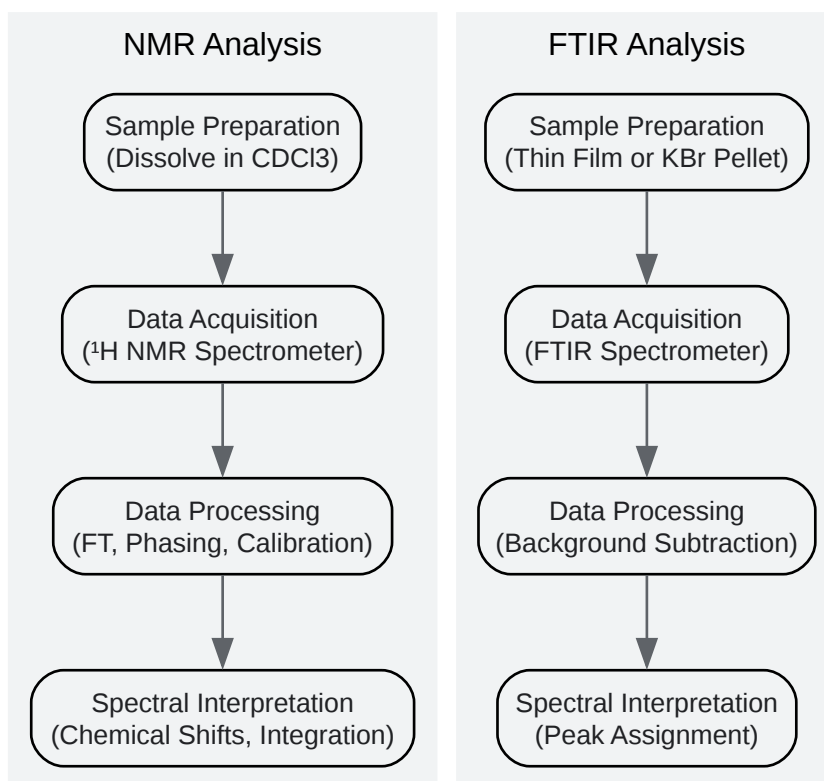 NMR Analysis
Sample Preparation
(Dissolve in CDCl3)
Data Acquisition
(¹H NMR Spectrometer)
Data Processing
(FT, Phasing, Calibration)
Spectral Interpretation
(Chemical Shifts, Integration)
FTIR Analysis
Sample Preparation
(Thin Film or KBr Pellet)
Data Acquisition
(FTIR Spectrometer)
Data Processing
(Background Subtraction)
Spectral Interpretation
(Peak Assignment)